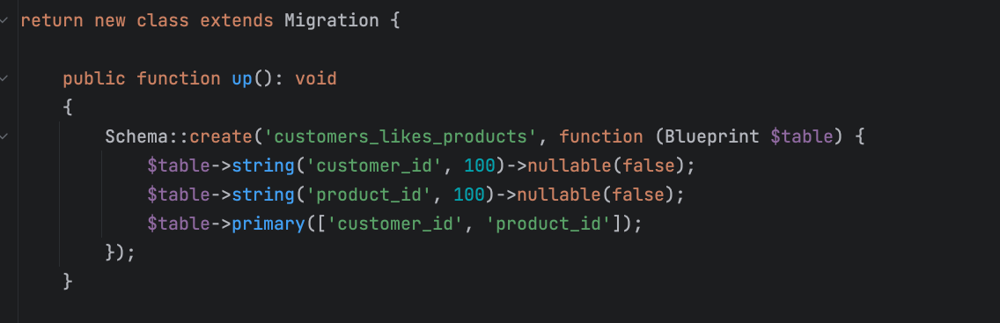 return new class extends Migration {
public function up(): void
{
Schema::create('customers_likes_products', function (Blueprint $table) {
$table->string('customer_id', 100)->nullable(false);
$table->string('product_id', 100)->nullable(false);
$table->primary(['customer_id', 'product_id']);
});
}